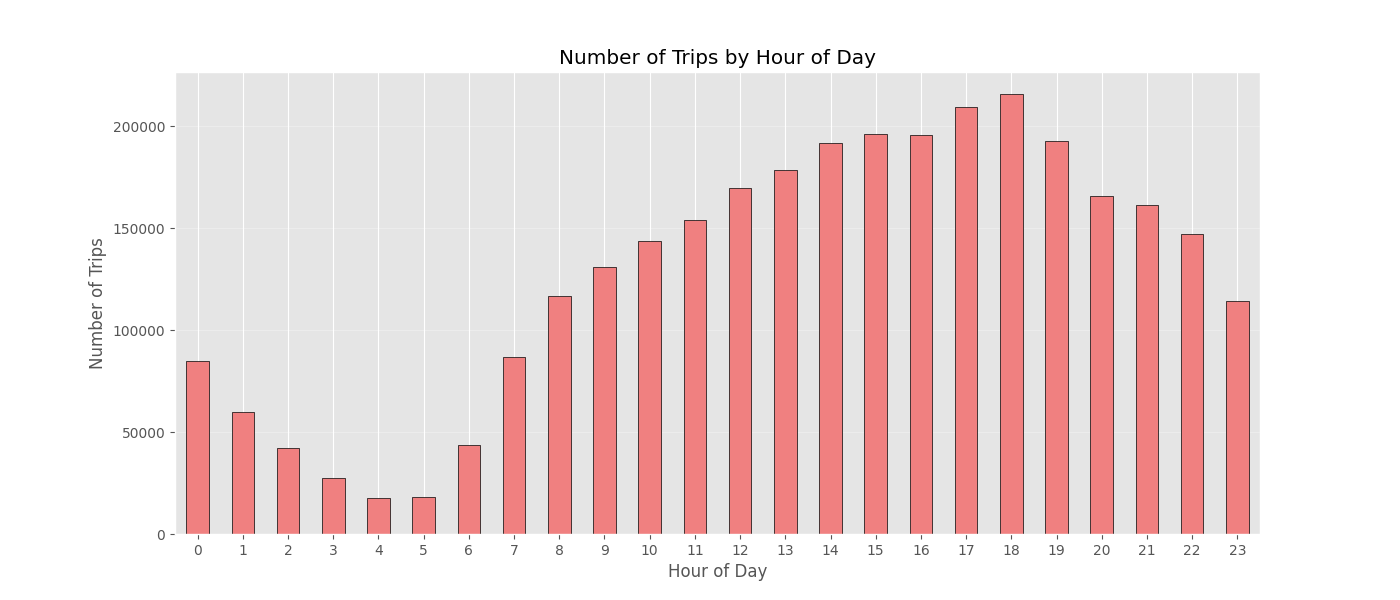 Number of Trips by Hour of Day
200000
150000
100000
50000
0
Number of Trips
0 1 2 3 4 5 6 7 8 9 10 11 12 13 14 15 16 17 18 19 20 21 22 23
Hour of Day